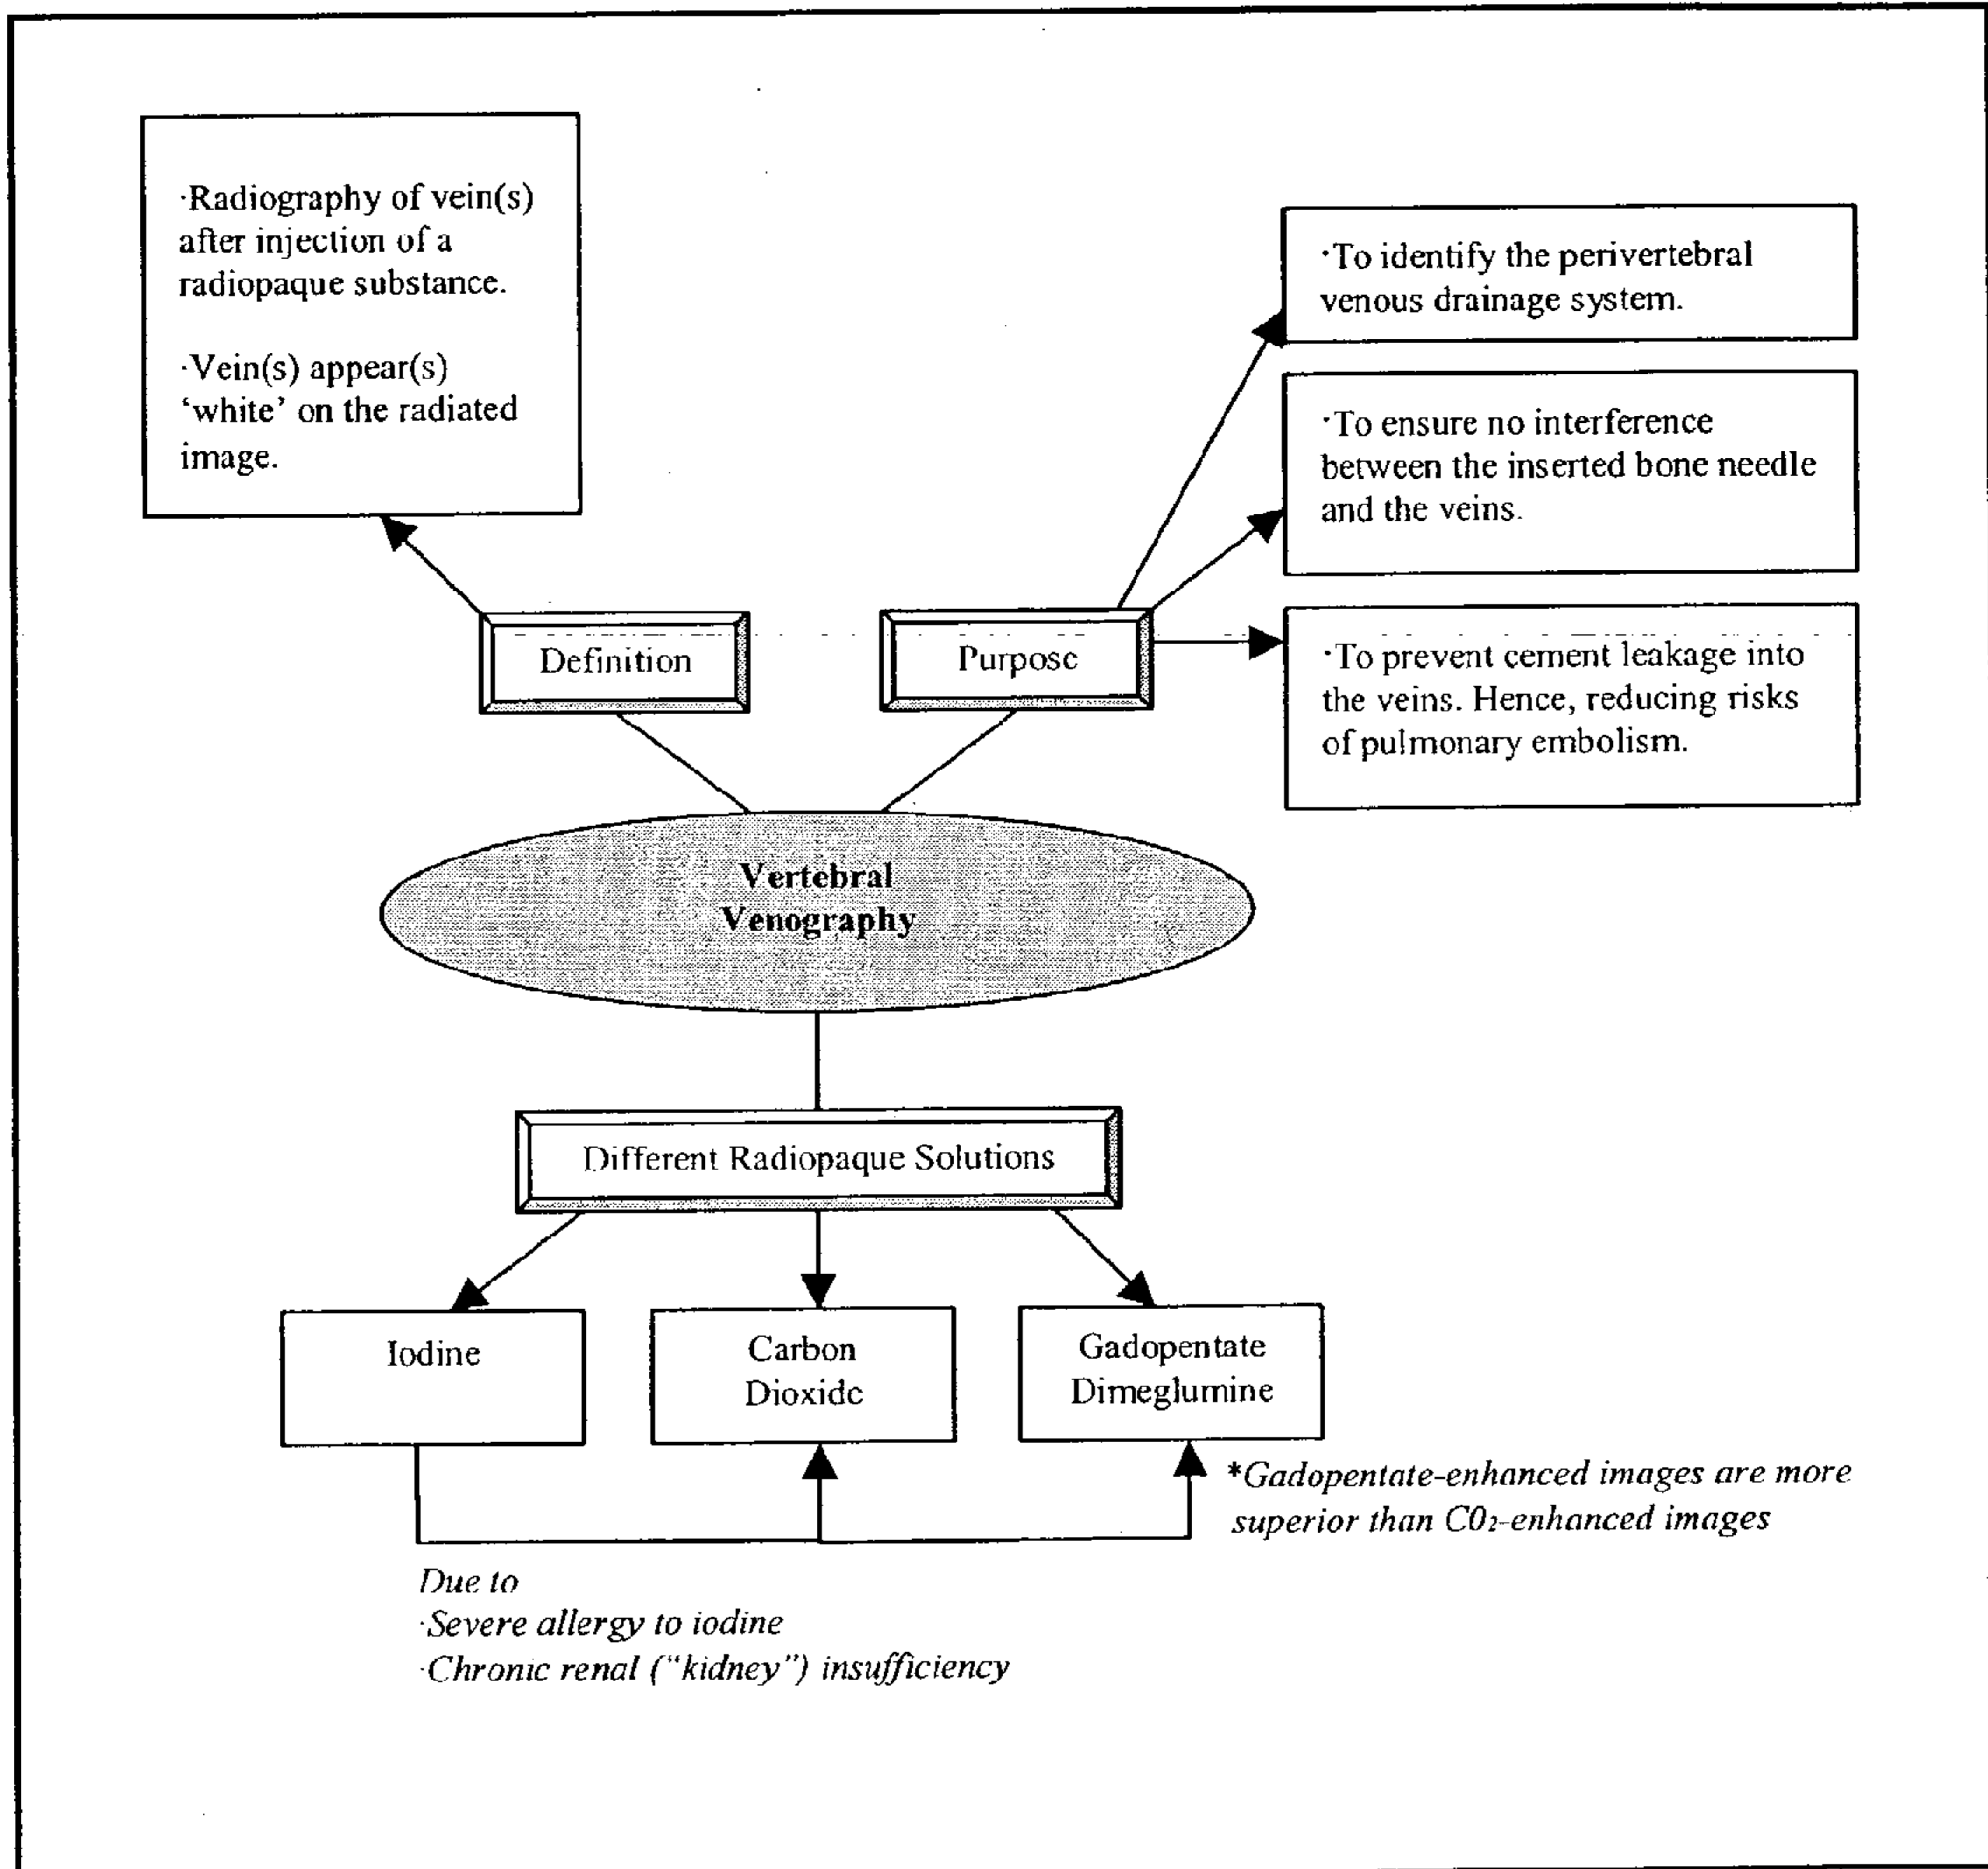 ·Radiography of vein(s)
after injection of a
radiopaque substance.
·Vein(s) appear(s)
‘white’ on the radiated
image.
·To identify the perivertebral
venous drainage system.
·To ensure no interference
between the inserted bone needle
and the veins.
·To prevent cement leakage into
the veins. Hence, reducing risks
of pulmonary embolism.
Definition
Purpose
Vertebral
Venography
Different Radiopaque Solutions
Iodine
Carbon
Dioxide
Gadopentate
Dimeglumine
*Gadopentate-enhanced images are more
superior than C0₂-enhanced images
Due to
·Severe allergy to iodine
·Chronic renal (“kidney”) insufficiency